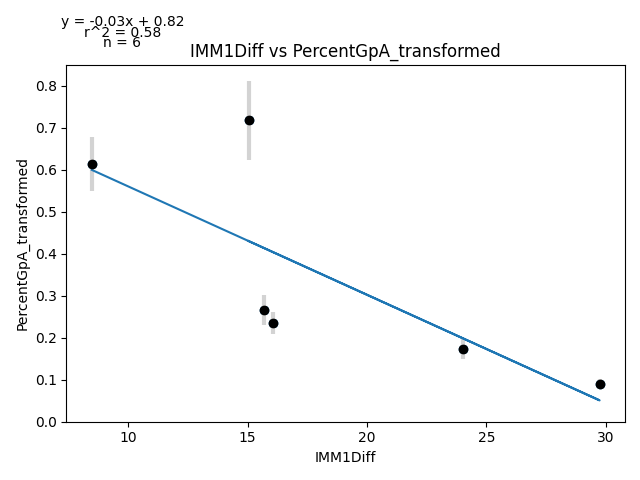 y = -0.03x + 0.82
r^2 = 0.58
n = 6
IMM1Diff vs PercentGpA_transformed
PercentGpA_transformed
0.8
0.7
0.6
0.5
0.4
0.3
0.2
0.1
0.0
10
15
20
25
30
IMM1Diff